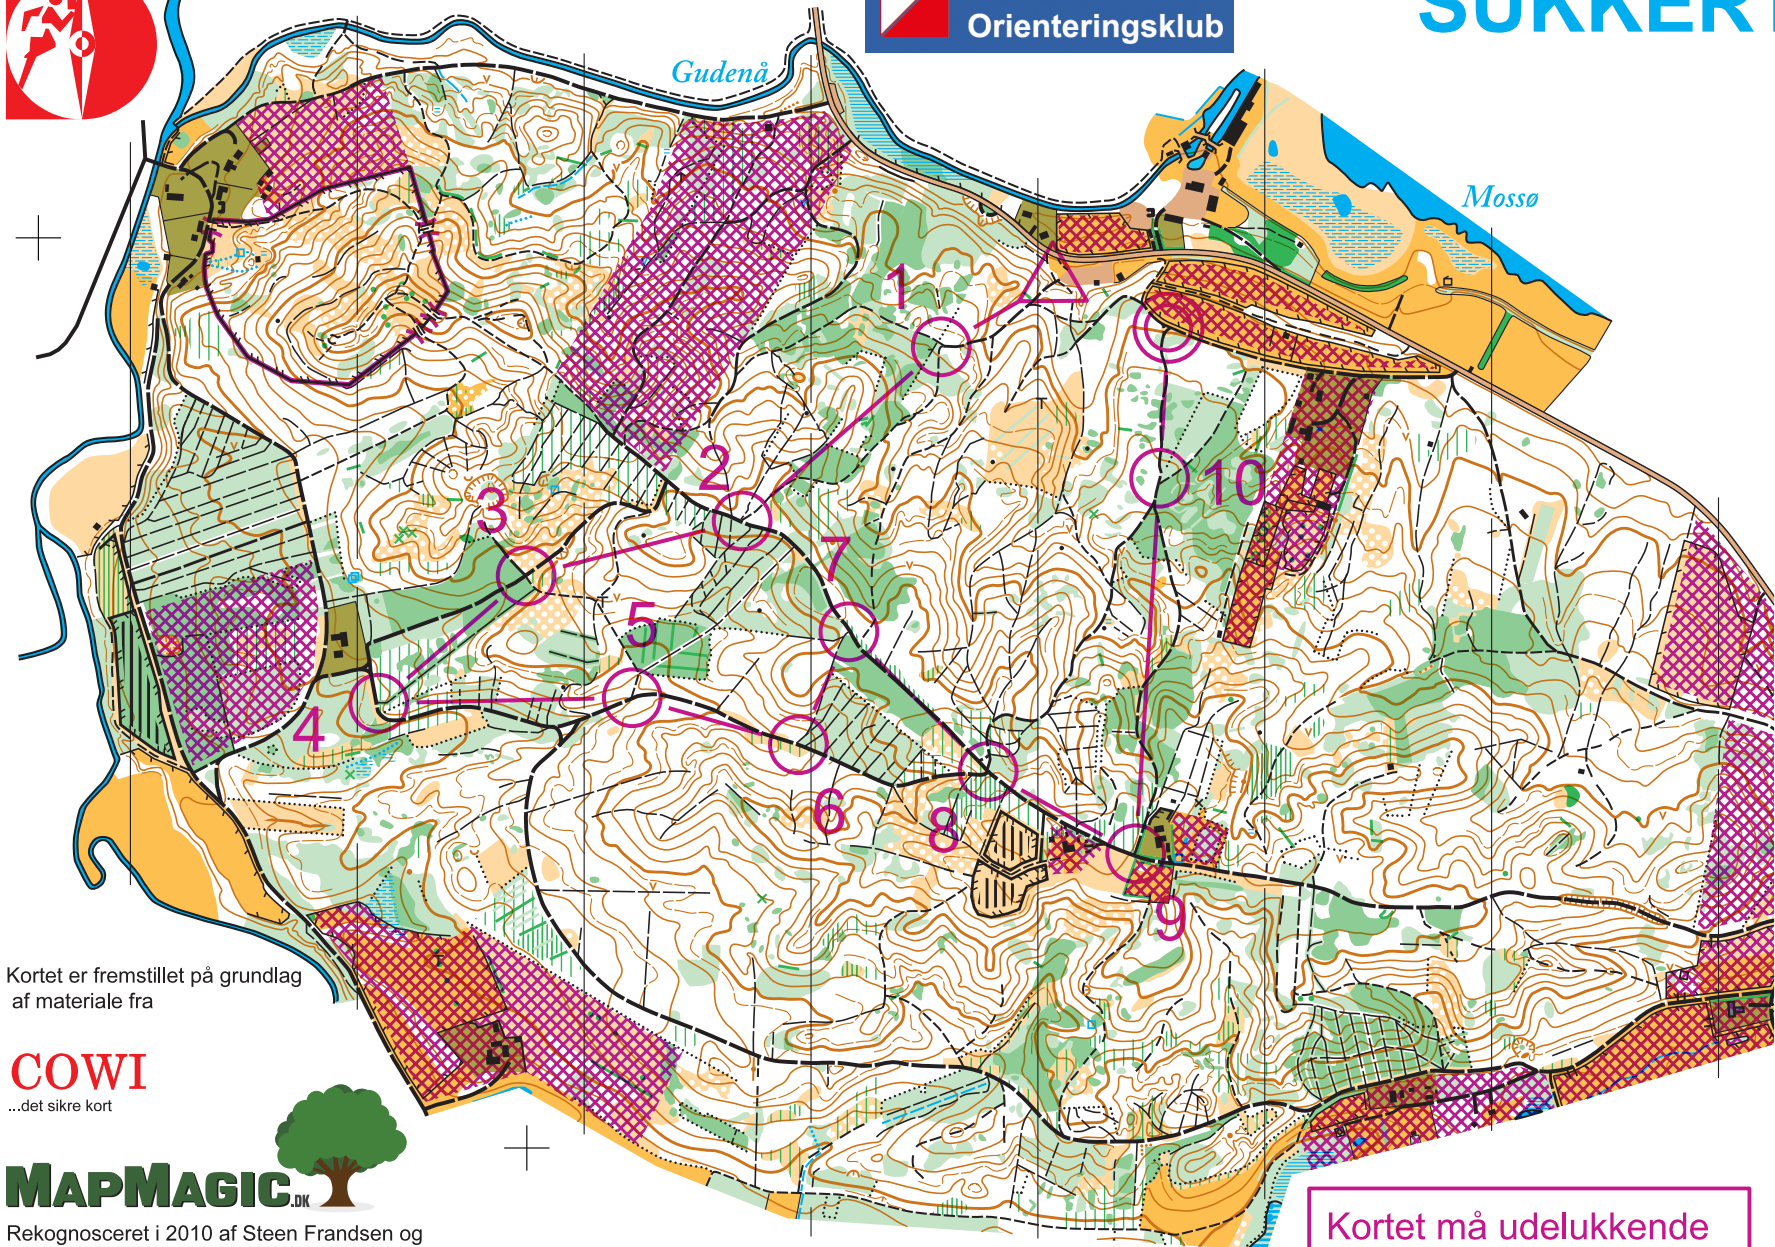 Orienteringsklub
SUKKER
Gudenå
Mossø
1
2
3
4
5
6
7
8
9
10
Kortet er fremstillet på grundlag
af materiale fra
COWI
...det sikre kort
MAPMAGIC.DK
Rekognosceret i 2010 af Steen Frandsen og
Kortet må udelukkende